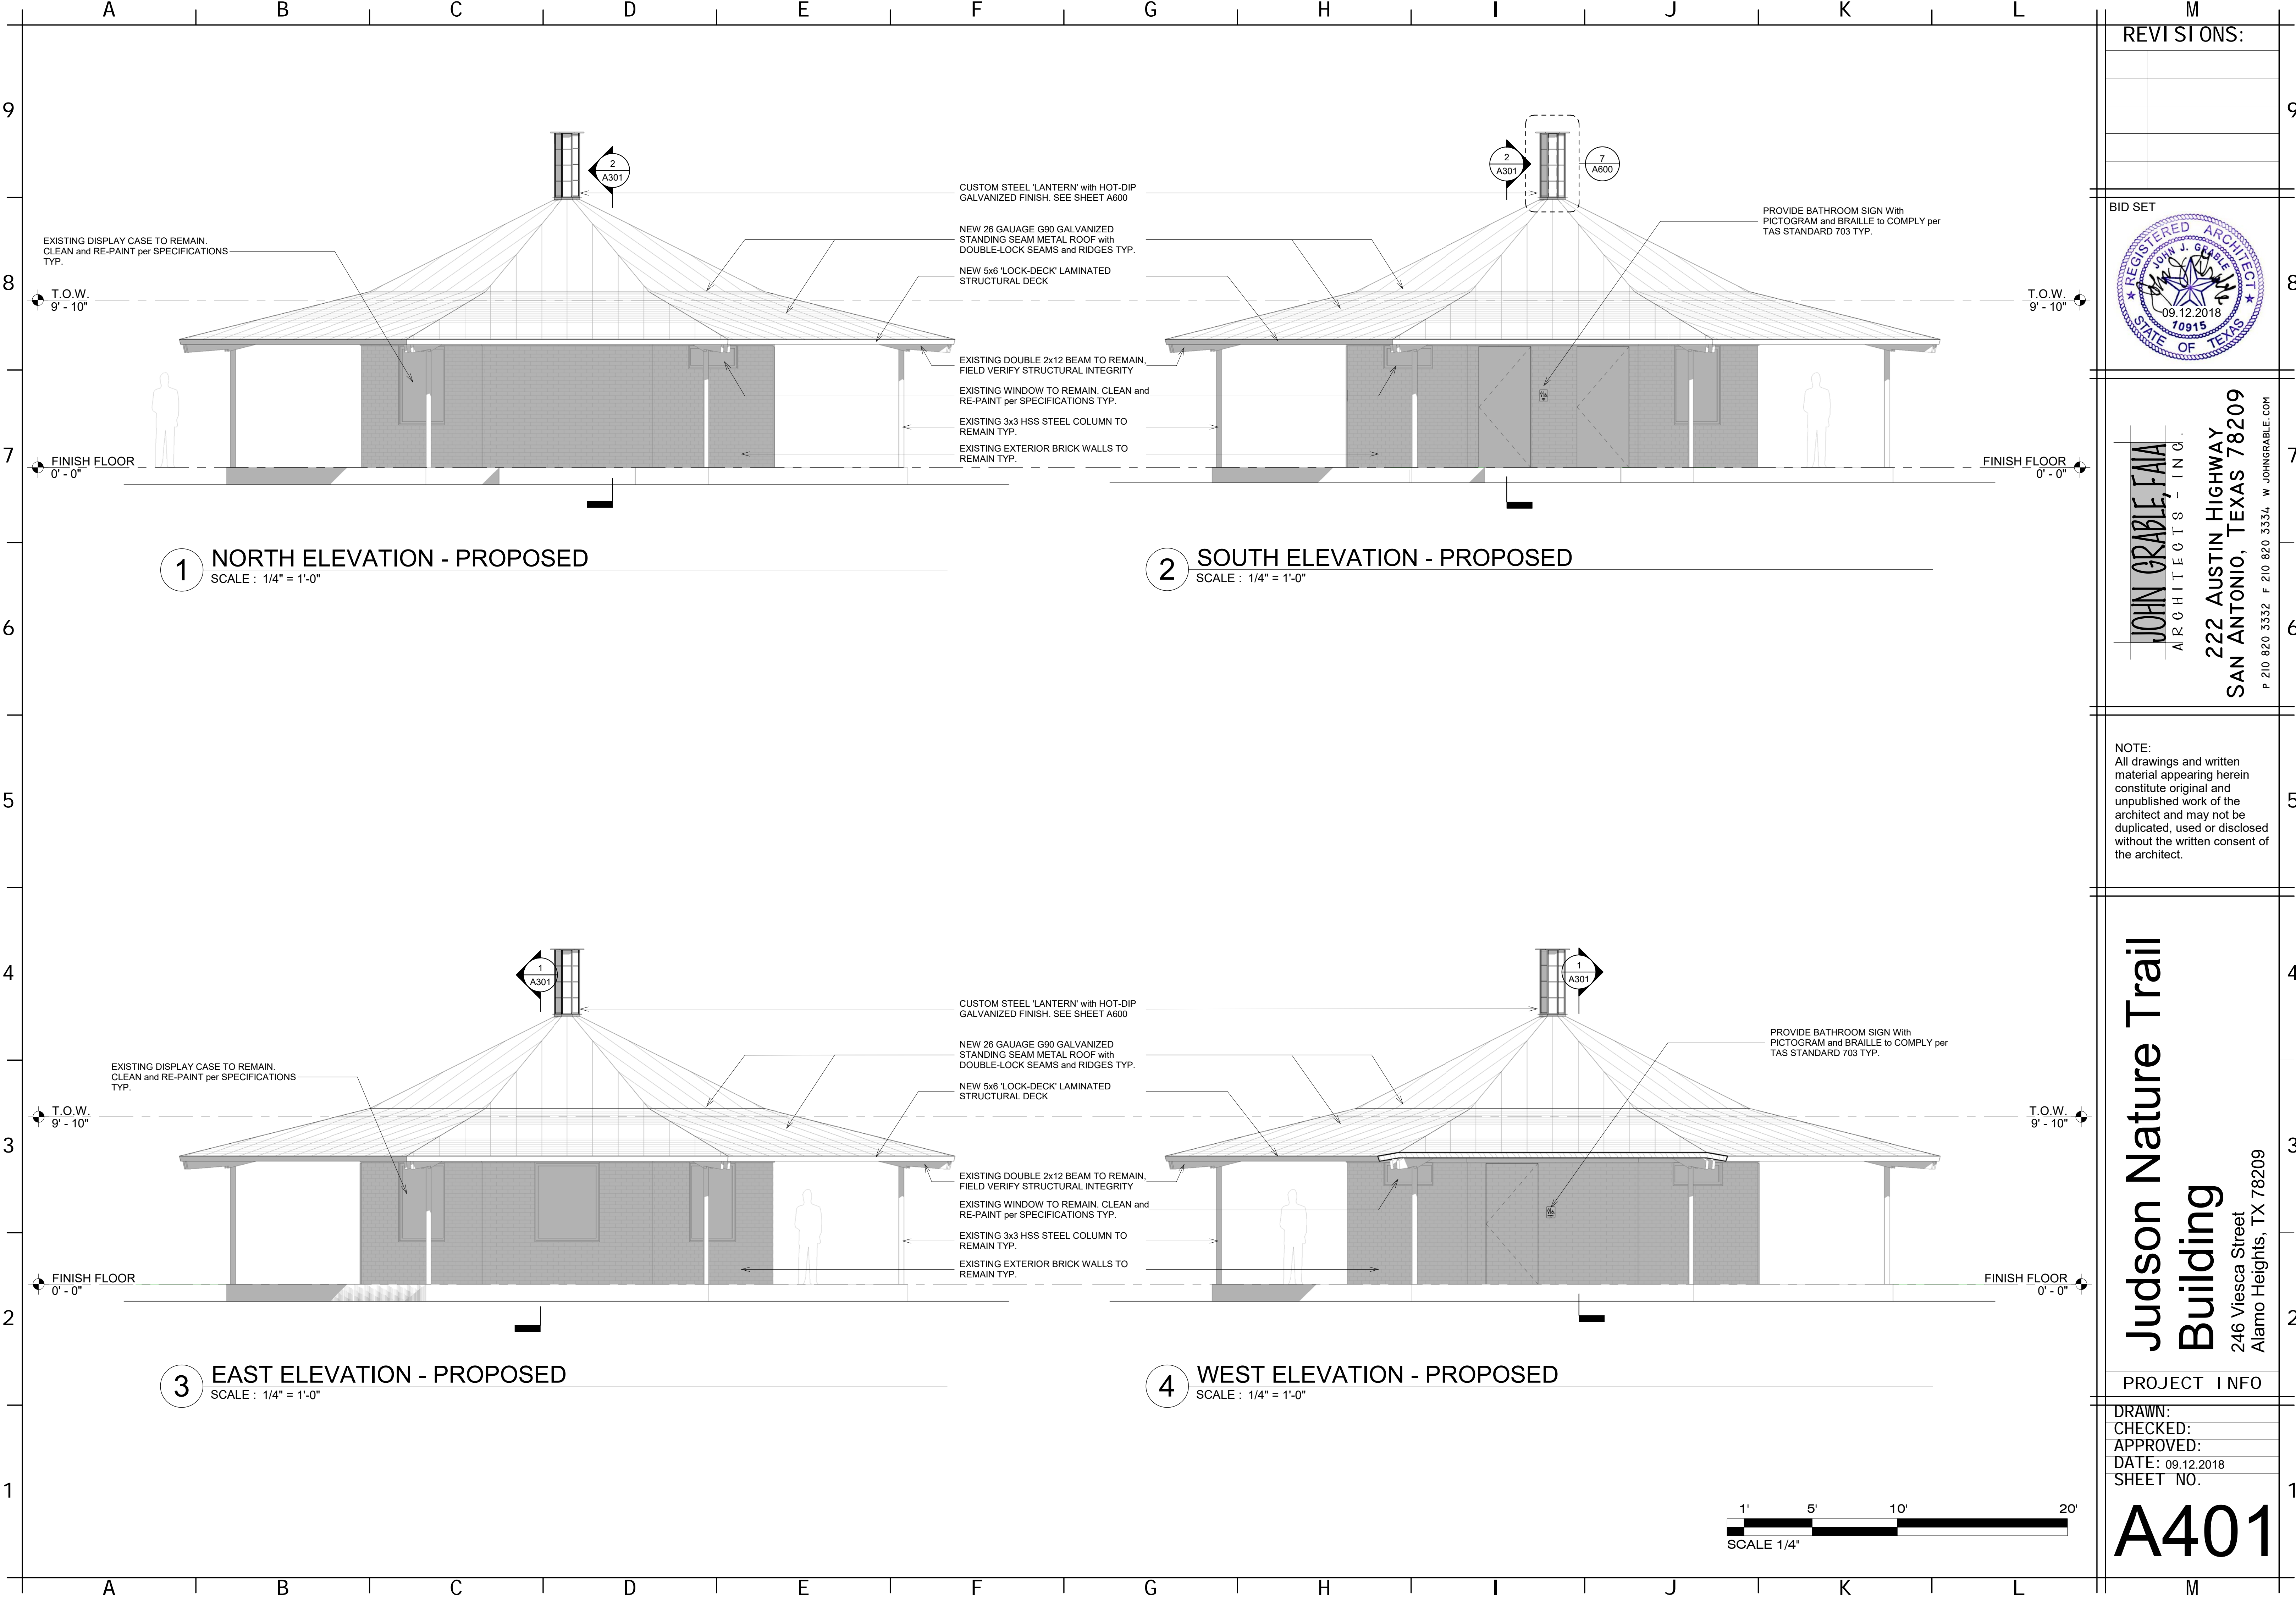 A B C D E F G H I J K L M
9
8
7
6
5
4
3
2
1
2
A301
CUSTOM STEEL 'LANTERN' with HOT-DIP
GALVANIZED FINISH. SEE SHEET A600
NEW 26 GAUAGE G90 GALVANIZED
STANDING SEAM METAL ROOF with
DOUBLE-LOCK SEAMS and RIDGES TYP.
NEW 5x6 'LOCK-DECK' LAMINATED
STRUCTURAL DECK
EXISTING DOUBLE 2x12 BEAM TO REMAIN,
FIELD VERIFY STRUCTURAL INTEGRITY
EXISTING WINDOW TO REMAIN. CLEAN and
RE-PAINT per SPECIFICATIONS TYP.
EXISTING 3x3 HSS STEEL COLUMN TO
REMAIN TYP.
EXISTING EXTERIOR BRICK WALLS TO
REMAIN TYP.
EXISTING DISPLAY CASE TO REMAIN.
CLEAN and RE-PAINT per SPECIFICATIONS
TYP.
T.O.W.
9' - 10"
FINISH FLOOR
0' - 0"
1
NORTH ELEVATION - PROPOSED
SCALE : 1/4" = 1'-0"
2
A301
7
A600
PROVIDE BATHROOM SIGN With
PICTOGRAM and BRAILLE to COMPLY per
TAS STANDARD 703 TYP.
T.O.W.
9' - 10"
FINISH FLOOR
0' - 0"
2
SOUTH ELEVATION - PROPOSED
SCALE : 1/4" = 1'-0"
1
A301
CUSTOM STEEL 'LANTERN' with HOT-DIP
GALVANIZED FINISH. SEE SHEET A600
NEW 26 GAUAGE G90 GALVANIZED
STANDING SEAM METAL ROOF with
DOUBLE-LOCK SEAMS and RIDGES TYP.
NEW 5x6 'LOCK-DECK' LAMINATED
STRUCTURAL DECK
EXISTING DOUBLE 2x12 BEAM TO REMAIN,
FIELD VERIFY STRUCTURAL INTEGRITY
EXISTING WINDOW TO REMAIN. CLEAN and
RE-PAINT per SPECIFICATIONS TYP.
EXISTING 3x3 HSS STEEL COLUMN TO
REMAIN TYP.
EXISTING EXTERIOR BRICK WALLS TO
REMAIN TYP.
EXISTING DISPLAY CASE TO REMAIN.
CLEAN and RE-PAINT per SPECIFICATIONS
TYP.
T.O.W.
9' - 10"
FINISH FLOOR
0' - 0"
3
EAST ELEVATION - PROPOSED
SCALE : 1/4" = 1'-0"
1
A301
PROVIDE BATHROOM SIGN With
PICTOGRAM and BRAILLE to COMPLY per
TAS STANDARD 703 TYP.
T.O.W.
9' - 10"
FINISH FLOOR
0' - 0"
4
WEST ELEVATION - PROPOSED
SCALE : 1/4" = 1'-0"
1' 5' 10' 20'
SCALE 1/4"
REVISIONS:
BID SET
REGISTERED ARCHITECT
JOHN J. GRABLE
09.12.2018
10915
STATE OF TEXAS
JOHN GRABLE, FAIA
ARCHITECTS - INC.
222 AUSTIN HIGHWAY
SAN ANTONIO, TEXAS 78209
P 210 820 3332 F 210 820 3334 W JOHNGRABLE.COM
NOTE:
All drawings and written
material appearing herein
constitute original and
unpublished work of the
architect and may not be
duplicated, used or disclosed
without the written consent of
the architect.
Judson Nature Trail
Building
246 Viesca Street
Alamo Heights, TX 78209
PROJECT INFO
DRAWN:
CHECKED:
APPROVED:
DATE: 09.12.2018
SHEET NO.
A401
9
8
7
6
5
4
3
2
1
A B C D E F G H I J K L M